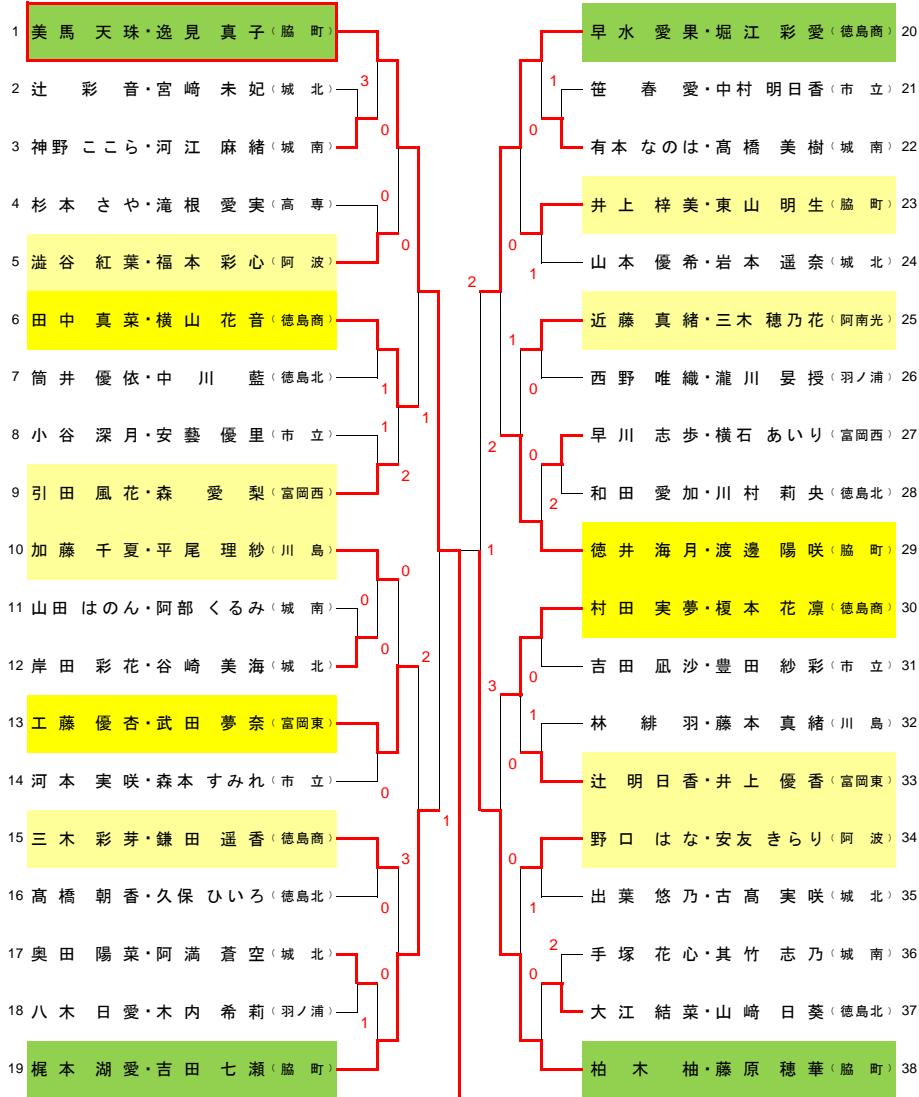 1 美馬 天珠・逸見 真子（脇 町）
2 辻 彩音・宮﨑 未妃（城 北）
3 神野 ここら・河江 麻緒（城 南）
4 杉本 さや・滝根 愛実（高 専）
5 澁谷 紅葉・福本 彩心（阿 波）
6 田中 真菜・横山 花音（徳島商）
7 筒井 優依・中川 藍（徳島北）
8 小谷 深月・安藝 優里（市 立）
9 引田 風花・森 愛梨（富岡西）
10 加藤 千夏・平尾 理紗（川 島）
11 山田 はのん・阿部 くるみ（城 南）
12 岸田 彩花・谷崎 美海（城 北）
13 工藤 優杏・武田 夢奈（富岡東）
14 河本 実咲・森本 すみれ（市 立）
15 三木 彩芽・鎌田 遥香（徳島商）
16 髙橋 朝香・久保 ひいろ（徳島北）
17 奥田 陽菜・阿満 蒼空（城 北）
18 八木 日愛・木内 希莉（羽ノ浦）
19 梶本 湖愛・吉田 七瀬（脇 町）
3
0
0
0
1
1
2
1
0
0
0
2
0
3
0
0
1
1
2
1
0
0
1
1
0
0
2
2
1
0
1
0
3
0
1
2
0
早水 愛果・堀江 彩愛（徳島商） 20
笹 春愛・中村 明日香（市 立） 21
有本 なのは・髙橋 美樹（城 南） 22
井上 梓美・東山 明生（脇 町） 23
山本 優希・岩本 遥奈（城 北） 24
近藤 真緒・三木 穂乃花（阿南光） 25
西野 唯織・瀧川 晏授（羽ノ浦） 26
早川 志歩・横石 あいり（富岡西） 27
和田 愛加・川村 莉央（徳島北） 28
徳井 海月・渡邊 陽咲（脇 町） 29
村田 実夢・榎本 花凛（徳島商） 30
吉田 凪沙・豊田 紗彩（市 立） 31
林 緋羽・藤本 真緒（川 島） 32
辻 明日香・井上 優香（富岡東） 33
野口 はな・安友 きらり（阿 波） 34
出葉 悠乃・古髙 実咲（城 北） 35
手塚 花心・其竹 志乃（城 南） 36
大江 結菜・山﨑 日葵（徳島北） 37
柏木 柚・藤原 穂華（脇 町） 38